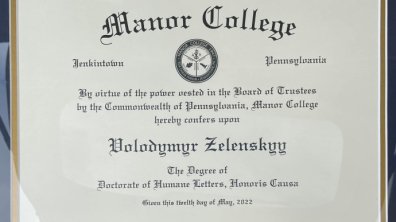 Manor College
Jenkintown Pennsylvania
By virtue of the power vested in the Board of Trustees
by the Commonwealth of Pennsylvania, Manor College
hereby confers upon
Volodymyr Zelenskyy
The Degree of
Doctorate of Humane Letters, Honoris Causa
Given this twelth day of May, 2022